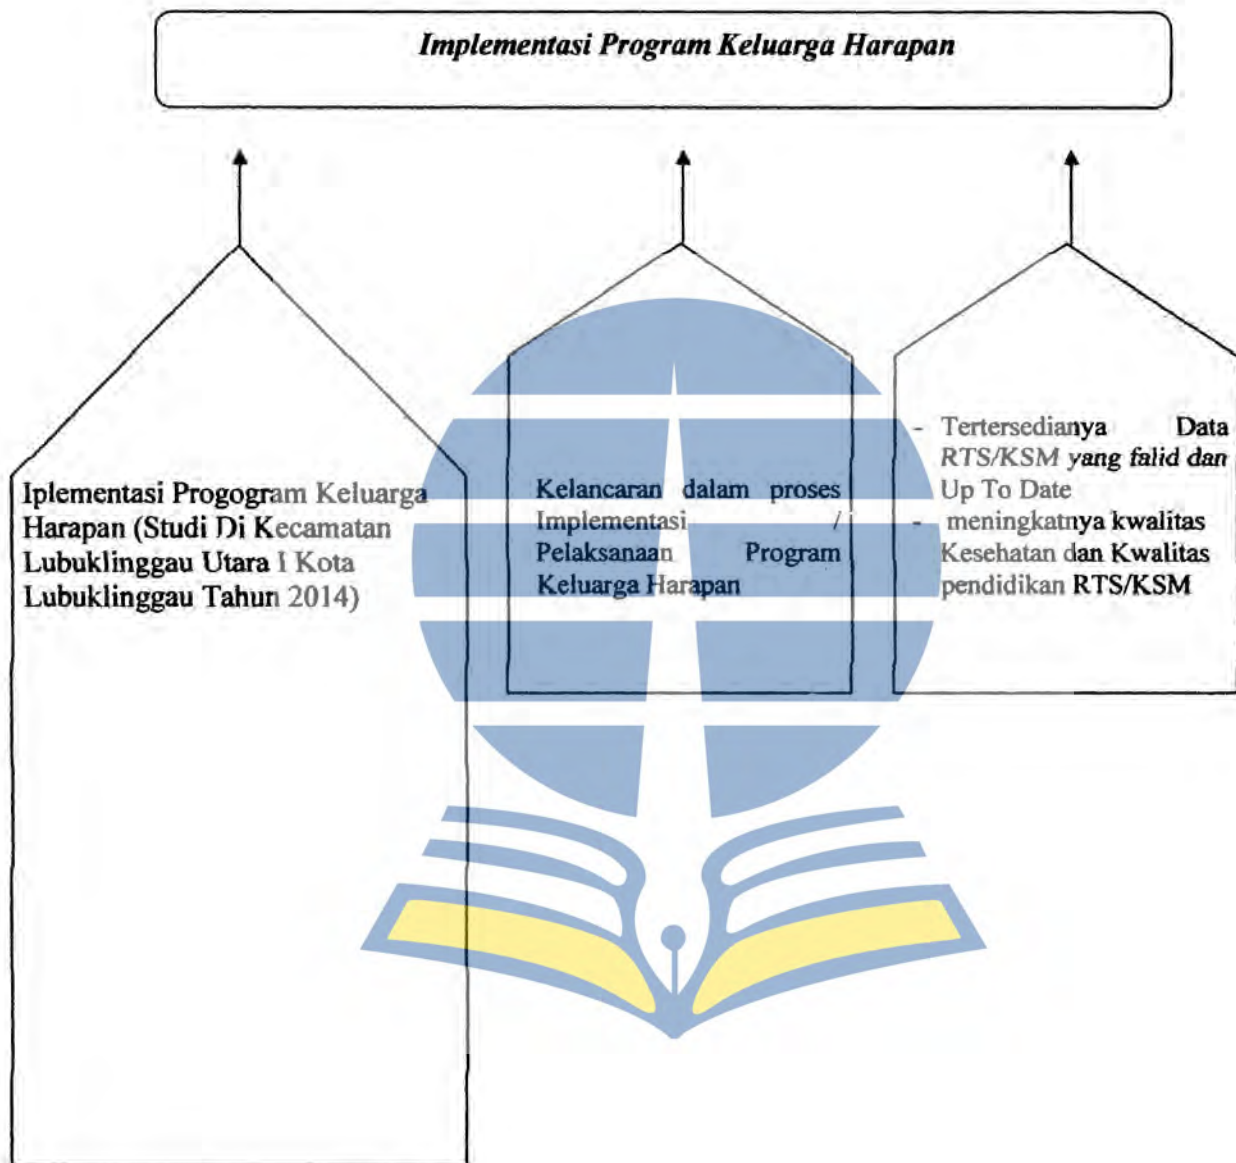 Implementasi Program Keluarga Harapan
Iplementasi Progogram Keluarga
Harapan (Studi Di Kecamatan
Lubuklinggau Utara I Kota
Lubuklinggau Tahun 2014)
Kelancaran dalam proses
Implementasi /
Pelaksanaan Program
Keluarga Harapan
- Tertersedianya Data
RTS/KSM yang falid dan
Up To Date
- meningkatnya kwalitas
Kesehatan dan Kwalitas
pendidikan RTS/KSM